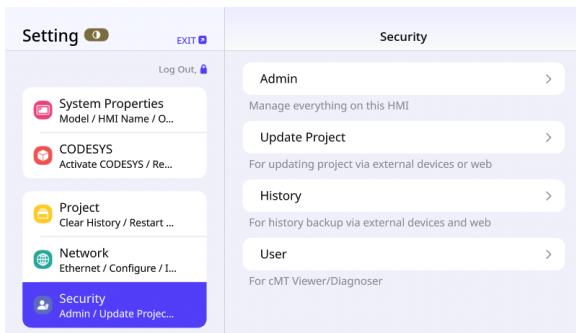 Setting
EXIT
Security
Log Out,
System Properties
Model / HMI Name / O...
CODESYS
Activate CODESYS / Re...
Project
Clear History / Restart ...
Network
Ethernet / Configure / I...
Security
Admin / Update Projec...
Admin
Manage everything on this HMI
Update Project
For updating project via external devices or web
History
For history backup via external devices and web
User
For cMT Viewer/Diagnoser